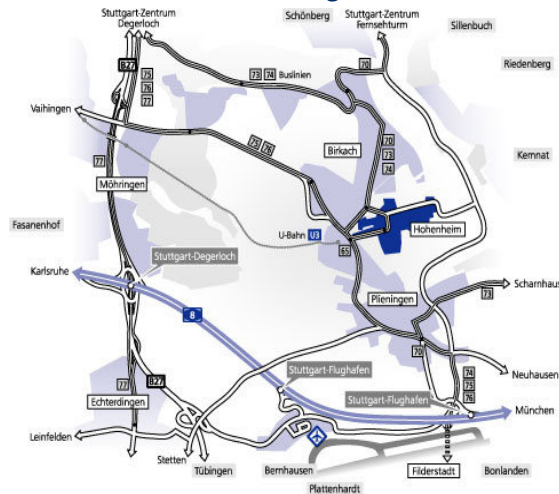 Stuttgart-Zentrum
Degerloch
Schönberg
Stuttgart-Zentrum
Fernsehturm
Sillenbuch
B27
75
76
77
73 74 Buslinien
70
Riedenberg
Vaihingen
75 76
Birkach
70
73
74
Kemnat
77
Möhringen
Fasanenhof
U-Bahn U3
Hohenheim
65
Stuttgart-Degerloch
Karlsruhe
Plieningen
Scharnhaus
73
8
70
Stuttgart-Flughafen
74
75
76
Neuhausen
77
B27
Echterdingen
Stuttgart-Flughafen
München
Leinfelden
Stetten
Tübingen
Bernhausen
Filderstadt
Bonlanden
Plattenhardt